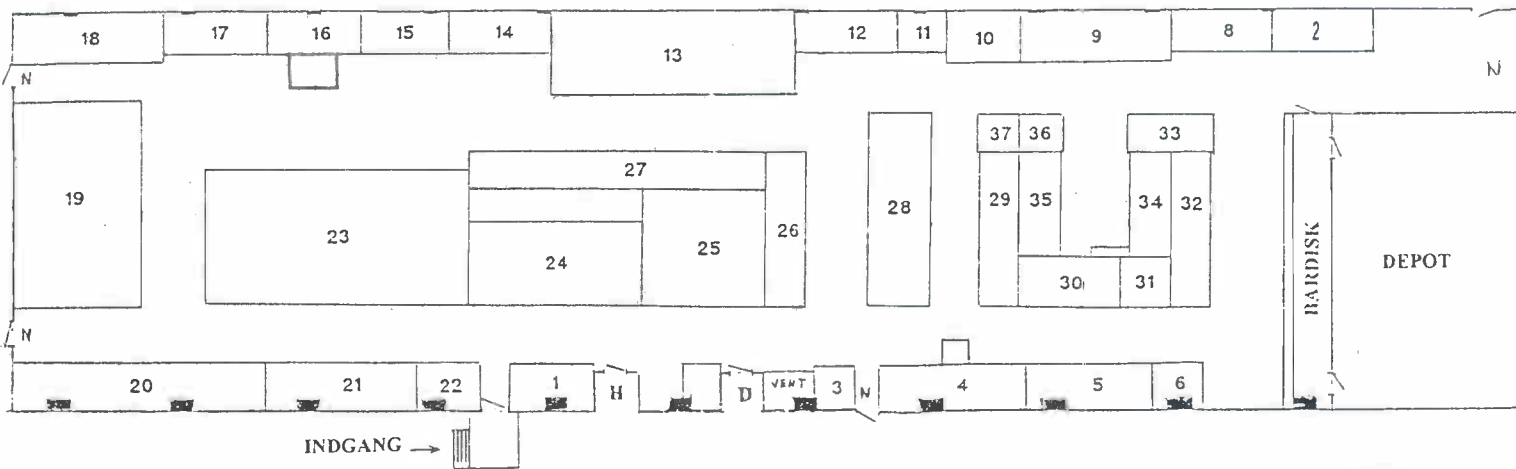 18 17 16 15 14 13 12 11 10 9 8 2
N N
37 36 33
27
19 23 24 25 26 28 29 35 34 32
BARDISK
DEPOT
30 31
N
20 21 22 1 H D VENT 3 N 4 5 6
INDGANG →